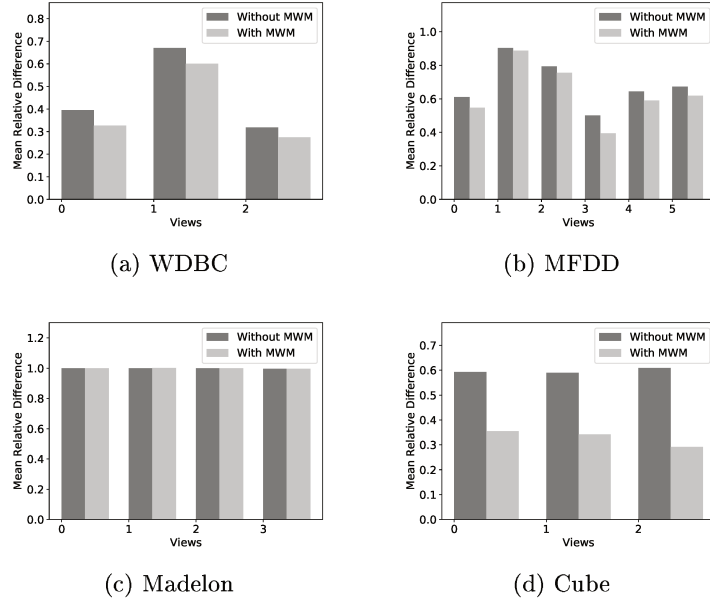 Mean Relative Difference
0.8
0.7
0.6
0.5
0.4
0.3
0.2
0.1
0.0
Without MWM
With MWM
0 1 2
Views
(a) WDBC
Mean Relative Difference
1.0
0.8
0.6
0.4
0.2
0.0
Without MWM
With MWM
0 1 2 3 4 5
Views
(b) MFDD
Mean Relative Difference
1.2
1.0
0.8
0.6
0.4
0.2
0.0
Without MWM
With MWM
0 1 2 3
Views
(c) Madelon
Mean Relative Difference
0.7
0.6
0.5
0.4
0.3
0.2
0.1
0.0
Without MWM
With MWM
0 1 2
Views
(d) Cube